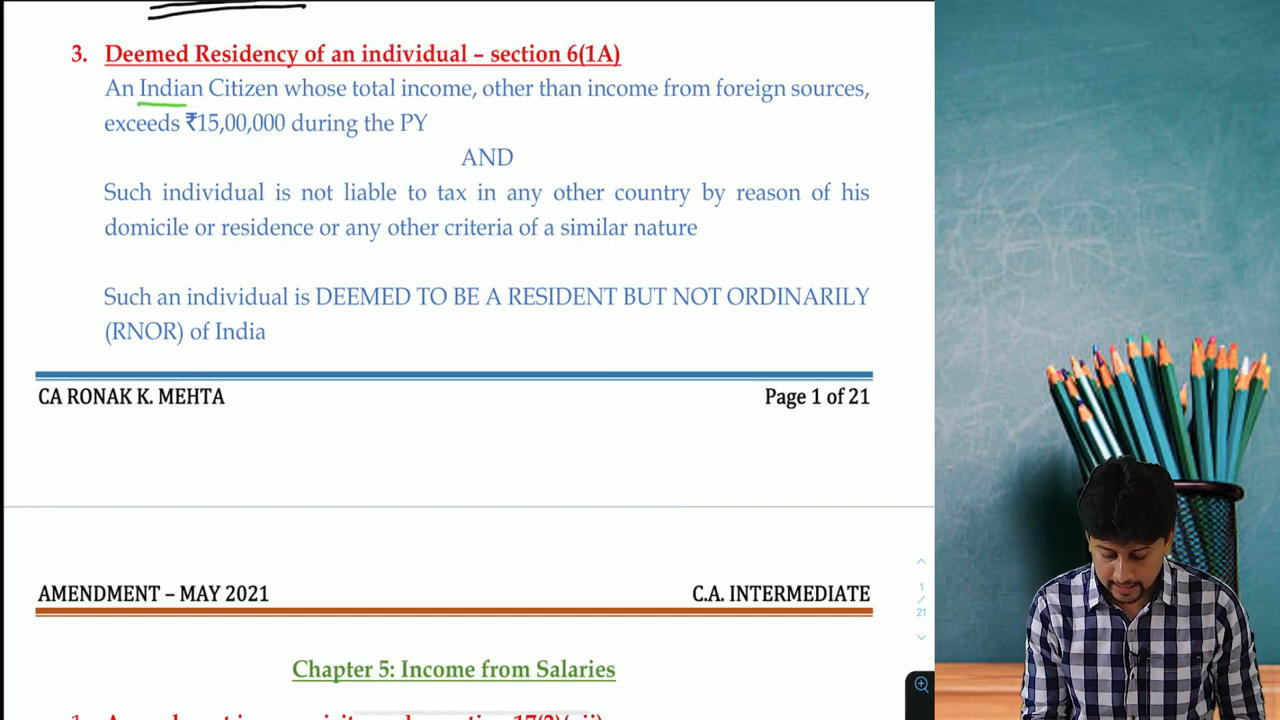 3. Deemed Residency of an individual – section 6(1A)
An Indian Citizen whose total income, other than income from foreign sources,
exceeds ₹15,00,000 during the PY
AND
Such individual is not liable to tax in any other country by reason of his
domicile or residence or any other criteria of a similar nature
Such an individual is DEEMED TO BE A RESIDENT BUT NOT ORDINARILY
(RNOR) of India
CA RONAK K. MEHTA Page 1 of 21
1
/
21
AMENDMENT – MAY 2021 C.A. INTERMEDIATE
Chapter 5: Income from Salaries